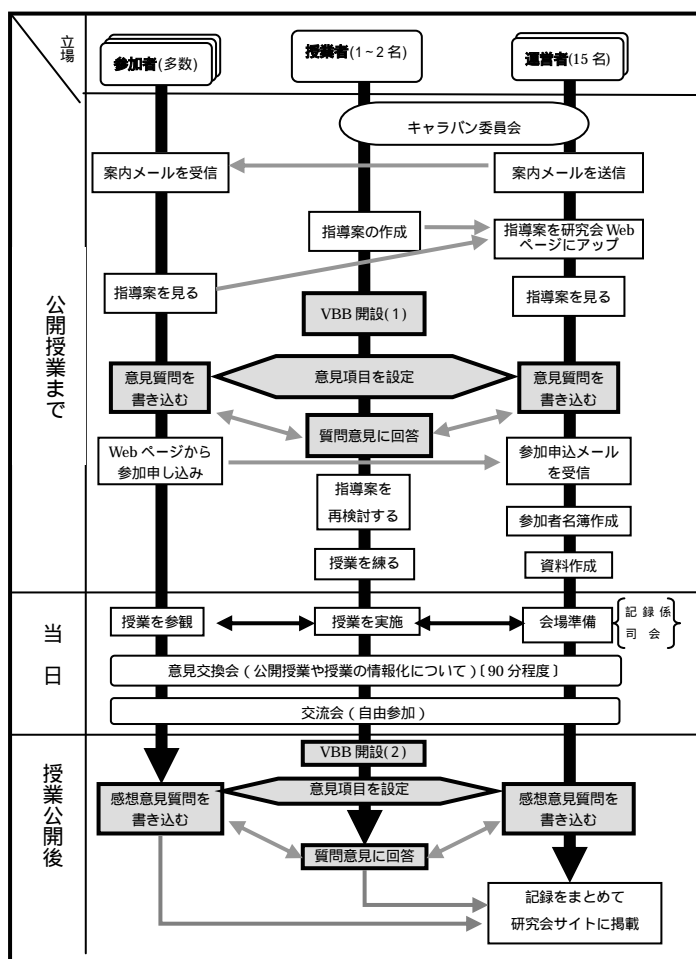 立場
参加者(多数)
授業者(1~2名)
運営者(15名)
公開授業まで
キャラバン委員会
案内メールを受信
案内メールを送信
指導案の作成
指導案を研究会 Web
ページにアップ
指導案を見る
指導案を見る
VBB 開設(1)
意見質問を
書き込む
意見項目を設定
意見質問を
書き込む
質問意見に回答
Web ページから
参加申し込み
参加申込メール
を受信
指導案を
再検討する
参加者名簿作成
授業を練る
資料作成
当日
授業を参観
授業を実施
会場準備
記録係
司会
意見交換会(公開授業や授業の情報化について)〔90分程度〕
交流会(自由参加)
授業公開後
VBB 開設(2)
感想意見質問を
書き込む
意見項目を設定
感想意見質問を
書き込む
質問意見に回答
記録をまとめて
研究会サイトに掲載